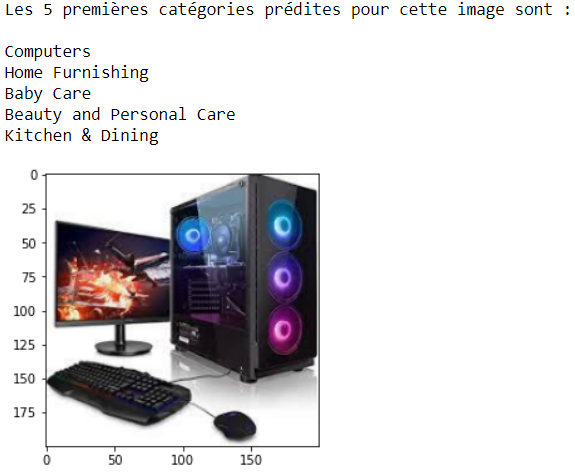 Les 5 premières catégories prédites pour cette image sont :
Computers
Home Furnishing
Baby Care
Beauty and Personal Care
Kitchen & Dining
0
25
50
75
100
125
150
175
0 50 100 150